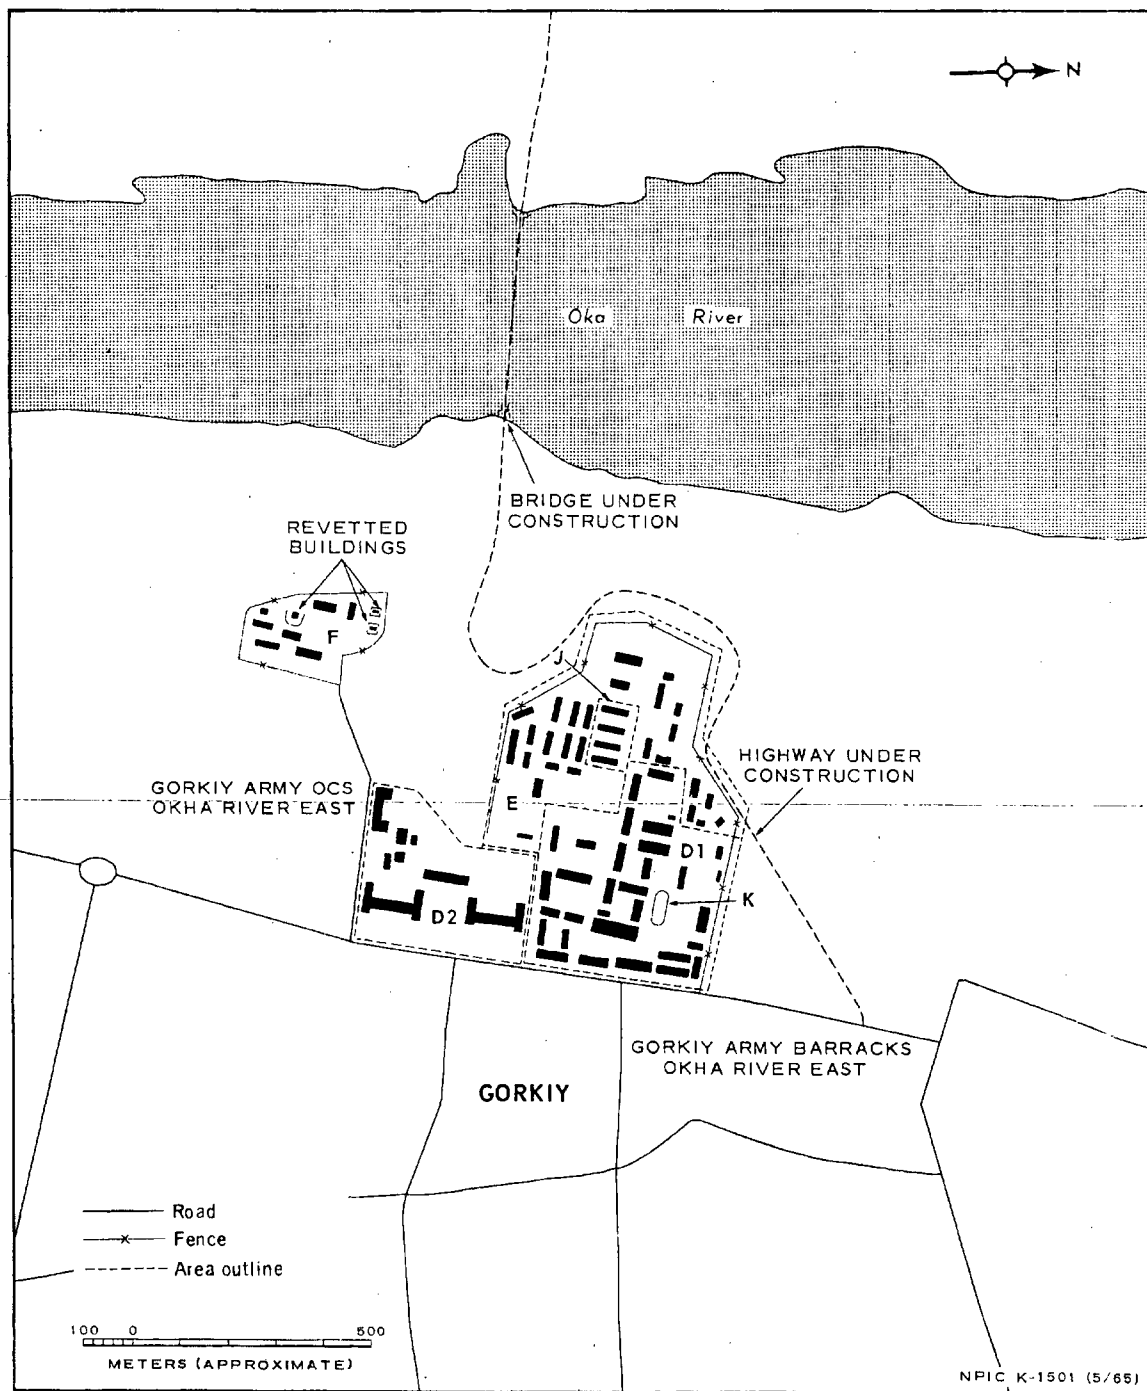 N
Oka River
BRIDGE UNDER
CONSTRUCTION
REVETTED
BUILDINGS
F
J
HIGHWAY UNDER
CONSTRUCTION
GORKIY ARMY OCS
OKHA RIVER EAST
E
D1
K
D2
GORKIY ARMY BARRACKS
OKHA RIVER EAST
GORKIY
Road
Fence
Area outline
100 0 500
METERS (APPROXIMATE)
NPIC K-1501 (5/65)